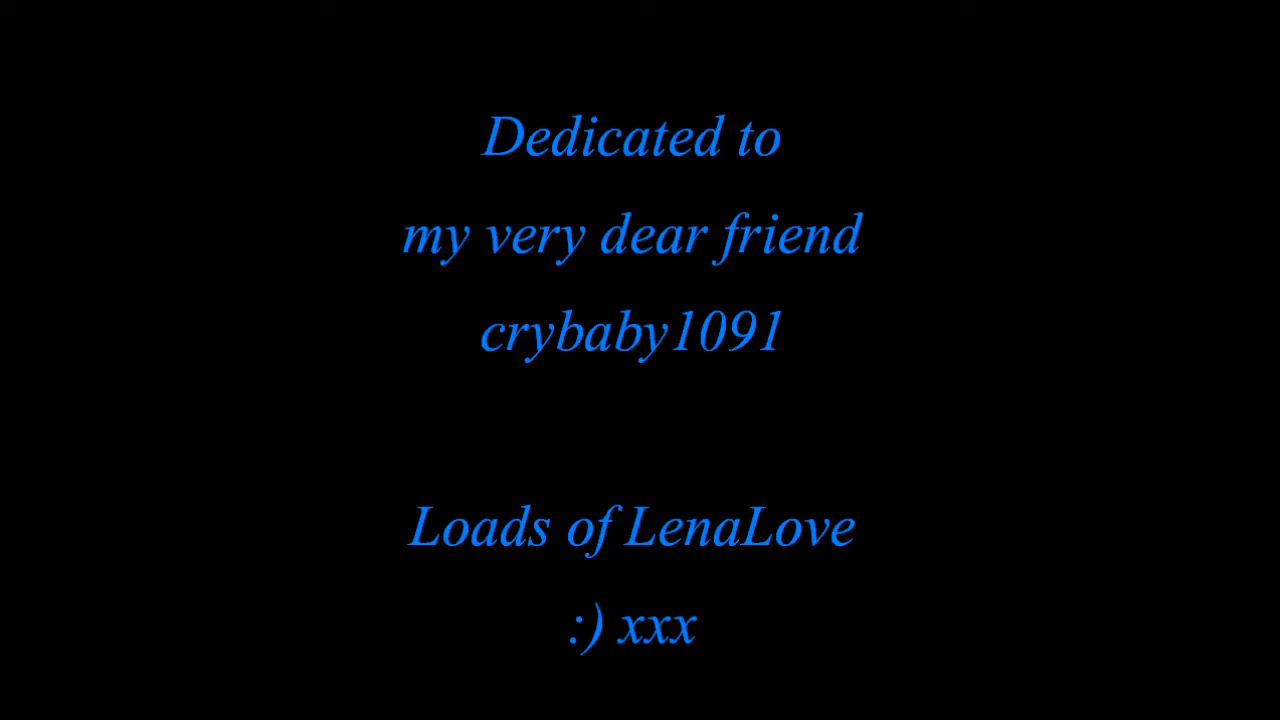 Dedicated to
my very dear friend
crybaby1091
Loads of LenaLove
:) xxx